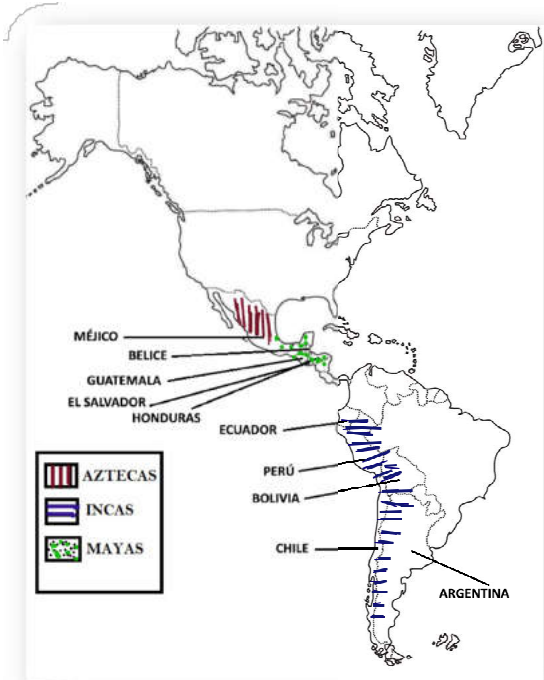 MÉJICO
BELICE
GUATEMALA
EL SALVADOR
HONDURAS
ECUADOR
PERÚ
BOLIVIA
CHILE
ARGENTINA
AZTECAS
INCAS
MAYAS